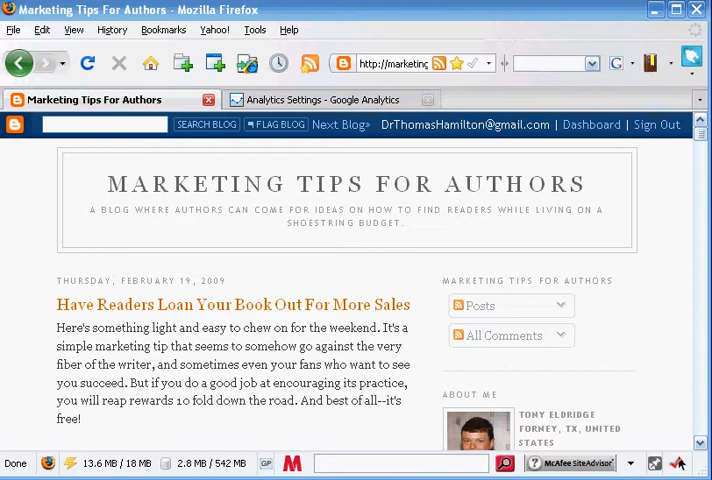 Marketing Tips For Authors - Mozilla Firefox
File Edit View History Bookmarks Yahoo! Tools Help
http://marketing
G
Marketing Tips For Authors
Analytics Settings - Google Analytics
SEARCH BLOG FLAG BLOG Next Blog» DrThomasHamilton@gmail.com | Dashboard | Sign Out
MARKETING TIPS FOR AUTHORS
A BLOG WHERE AUTHORS CAN COME FOR IDEAS ON HOW TO FIND READERS WHILE LIVING ON A
SHOESTRING BUDGET.
THURSDAY, FEBRUARY 19, 2009
Have Readers Loan Your Book Out For More Sales
Here's something light and easy to chew on for the weekend. It's a
simple marketing tip that seems to somehow go against the very
fiber of the writer, and sometimes even your fans who want to see
you succeed. But if you do a good job at encouraging its practice,
you will reap rewards 10 fold down the road. And best of all--it's
free!
MARKETING TIPS FOR AUTHORS
Posts
All Comments
ABOUT ME
TONY ELDRIDGE
FORNEY, TX, UNITED
STATES
Done 13.6 MB / 18 MB 2.8 MB / 542 MB GP M McAfee SiteAdvisor